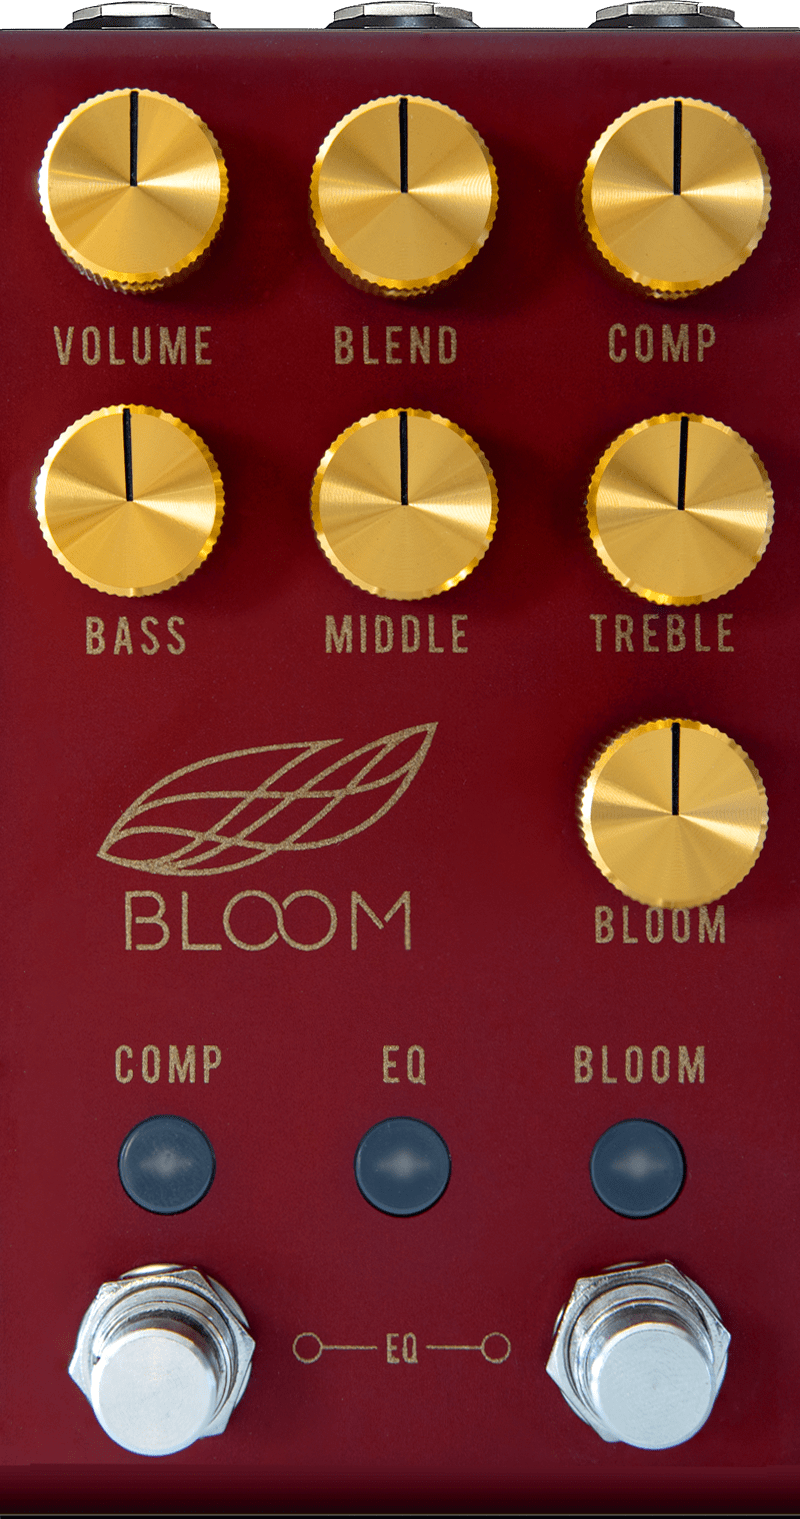 VOLUME BLEND COMP
BASS MIDDLE TREBLE
BLOOM
BLOOM
COMP EQ BLOOM
EQ